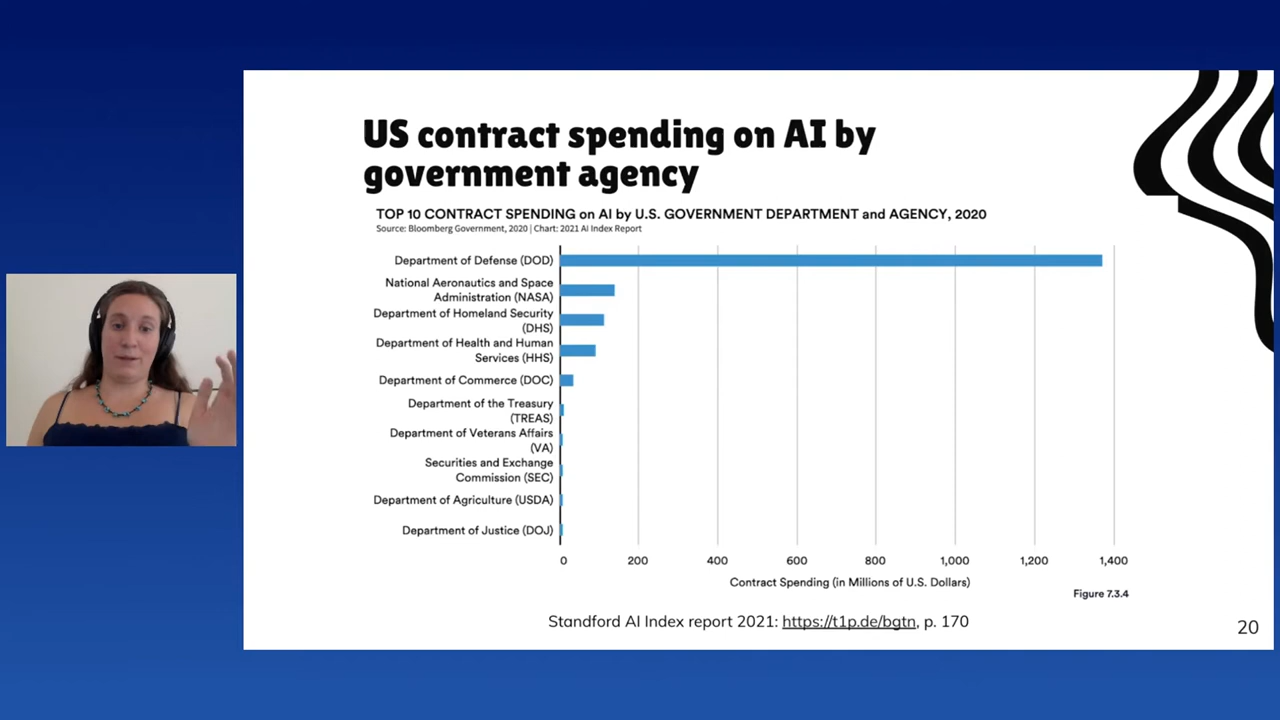 US contract spending on AI by
government agency
TOP 10 CONTRACT SPENDING on AI by U.S. GOVERNMENT DEPARTMENT and AGENCY, 2020
Source: Bloomberg Government, 2020 | Chart: 2021 AI Index Report
Department of Defense (DOD)
National Aeronautics and Space
Administration (NASA)
Department of Homeland Security
(DHS)
Department of Health and Human
Services (HHS)
Department of Commerce (DOC)
Department of the Treasury
(TREAS)
Department of Veterans Affairs
(VA)
Securities and Exchange
Commission (SEC)
Department of Agriculture (USDA)
Department of Justice (DOJ)
0 200 400 600 800 1,000 1,200 1,400
Contract Spending (in Millions of U.S. Dollars)
Figure 7.3.4
Standford AI Index report 2021: https://t1p.de/bgtn, p. 170
20